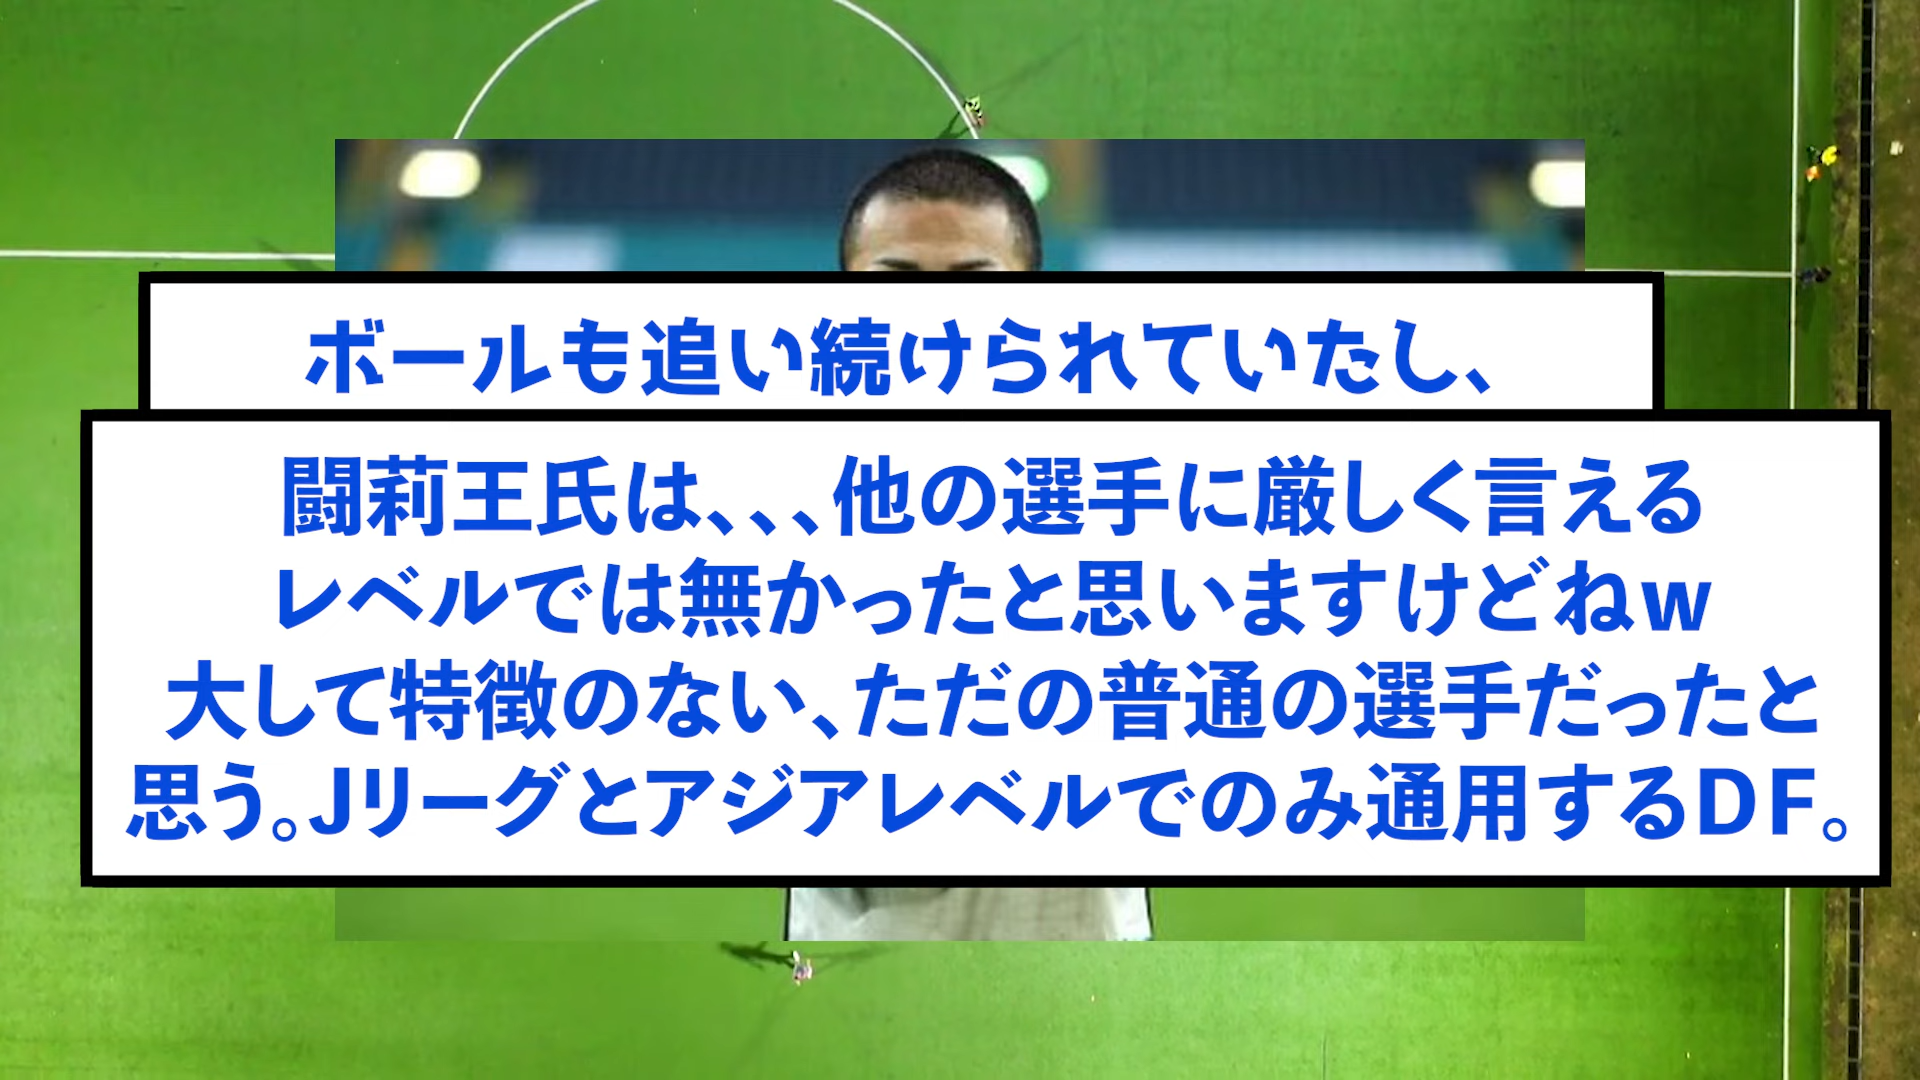 ボールも追い続けられていたし、
闘莉王氏は、、、他の選手に厳しく言える
レベルでは無かったと思いますけどねw
大して特徴のない、ただの普通の選手だったと
思う。Jリーグとアジアレベルでのみ通用するDF。